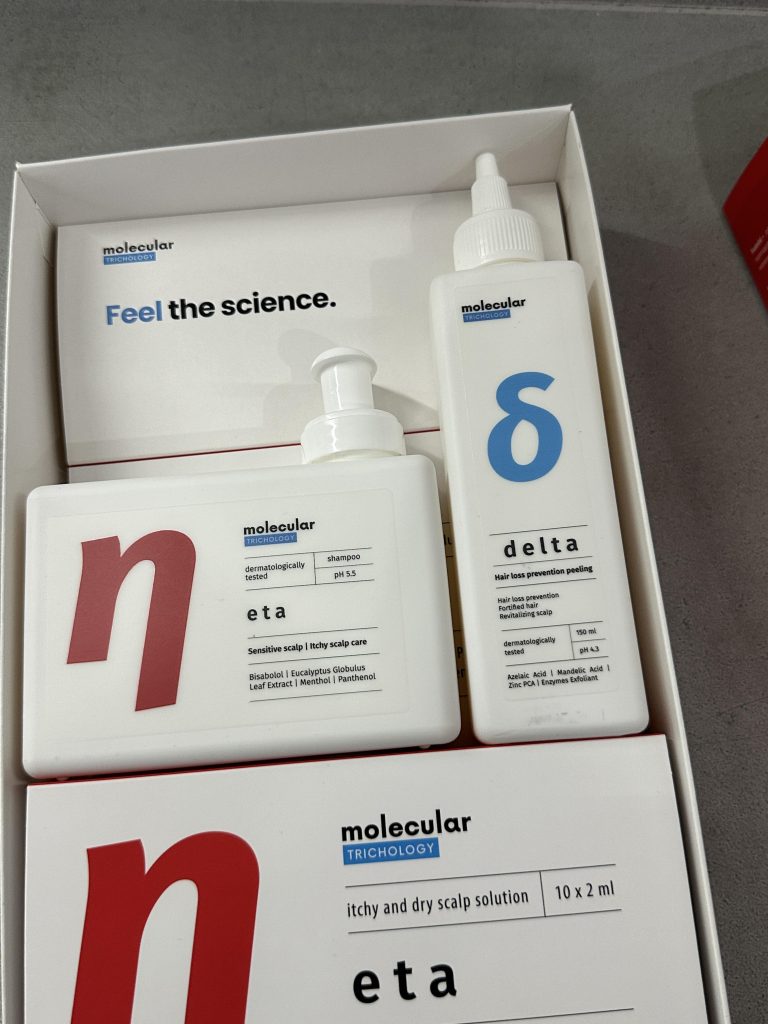 molecular
TRICHOLOGY
Feel the science.
molecular
TRICHOLOGY
δ
delta
Hair loss prevention peeling
Hair loss prevention
Fortified hair
Revitalizing scalp
dermatologically
tested
150 ml
pH 4.3
Azelaic Acid | Mandelic Acid |
Zinc PCA | Enzymes Exfoliant
η
molecular
TRICHOLOGY
dermatologically
tested
shampoo
pH 5.5
eta
Sensitive scalp | Itchy scalp care
Bisabolol | Eucalyptus Globulus
Leaf Extract | Menthol | Panthenol
η
molecular
TRICHOLOGY
itchy and dry scalp solution
10 x 2 ml
eta